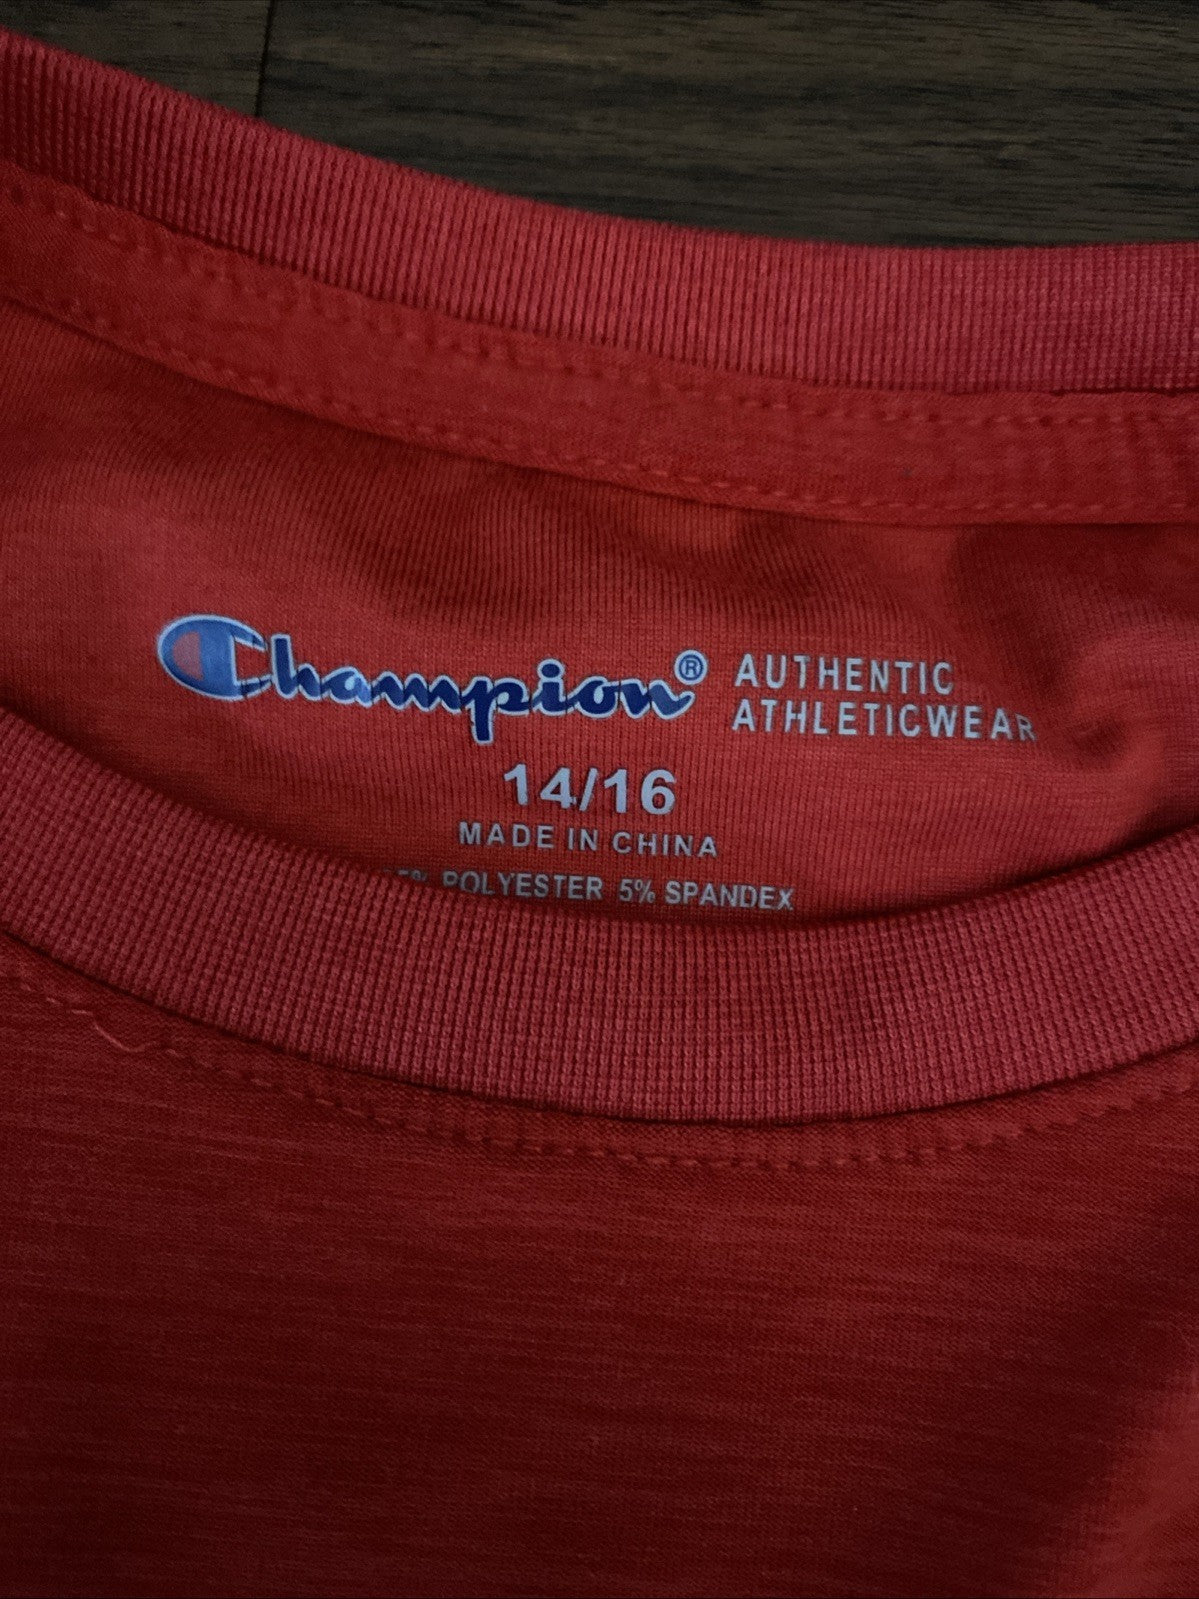 Champion® AUTHENTIC
ATHLETICWEAR
14/16
MADE IN CHINA
POLYESTER 5% SPANDEX